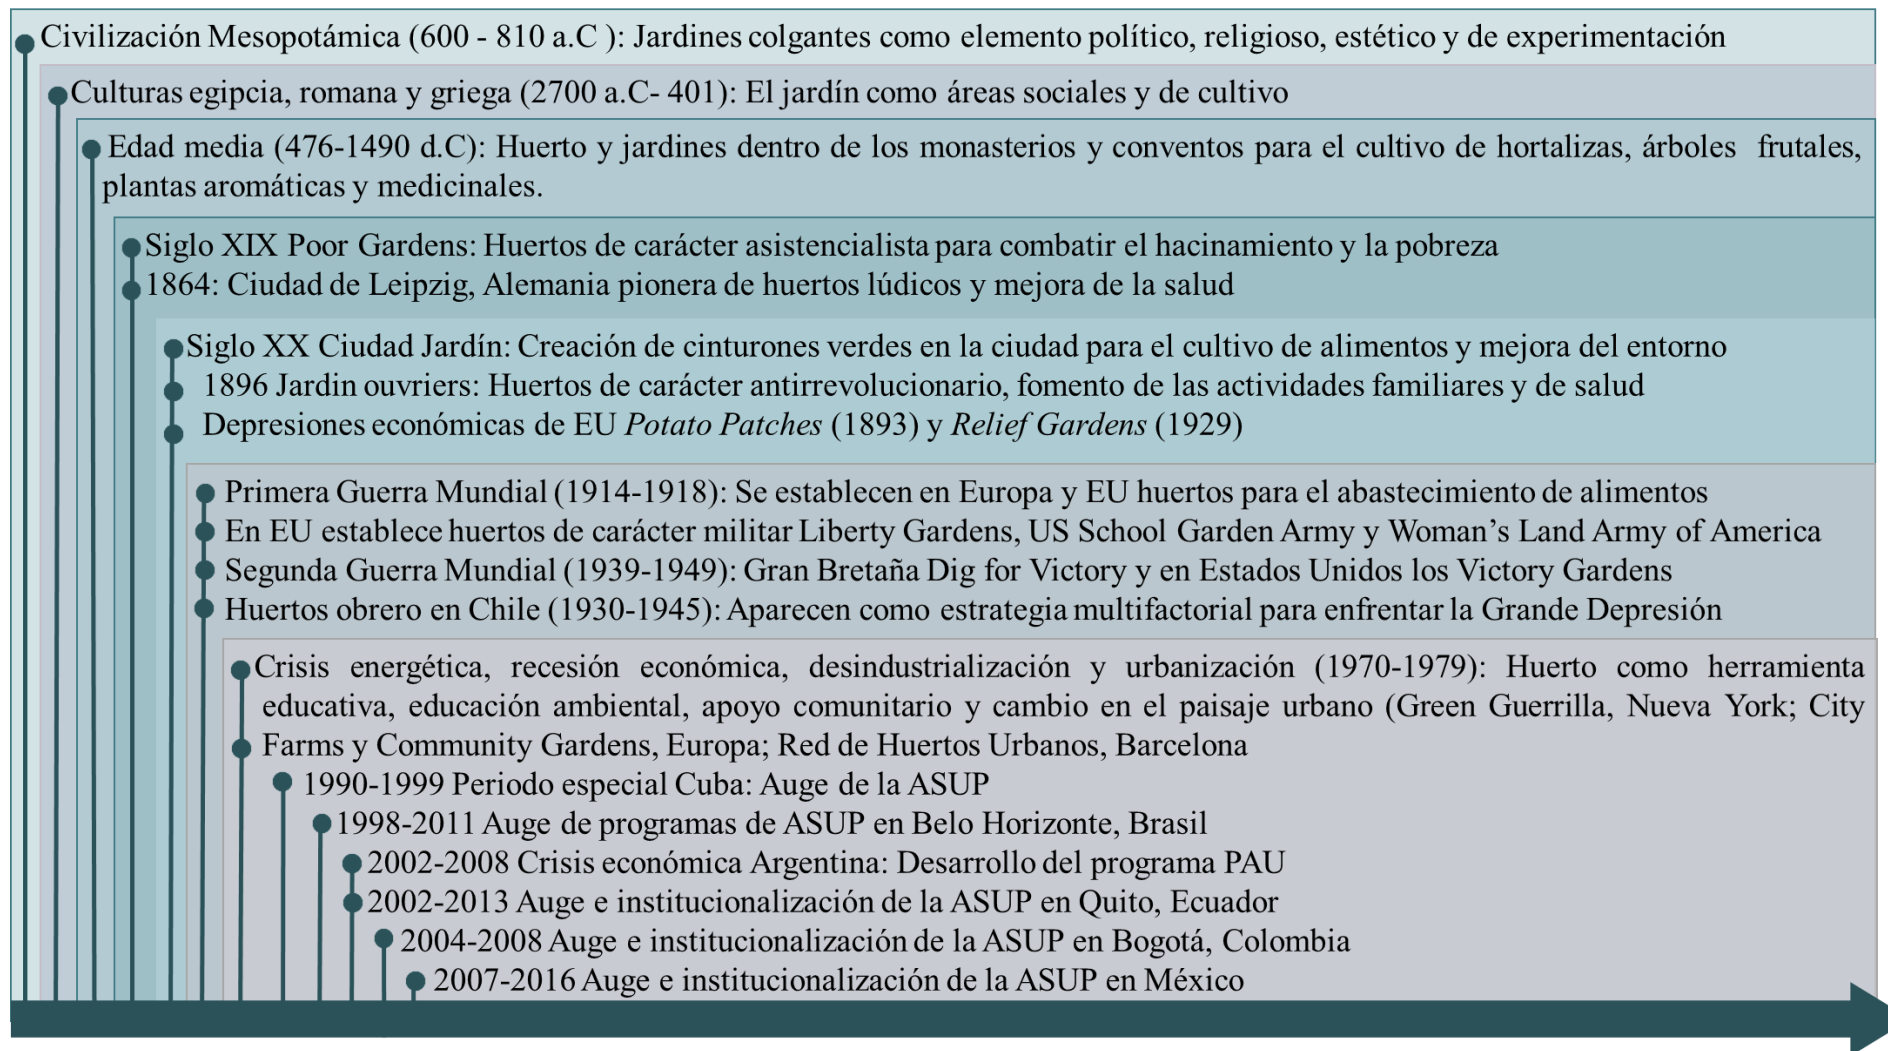 Civilización Mesopotámica (600 - 810 a.C ): Jardines colgantes como elemento político, religioso, estético y de experimentación
Culturas egipcia, romana y griega (2700 a.C- 401): El jardín como áreas sociales y de cultivo
Edad media (476-1490 d.C): Huerto y jardines dentro de los monasterios y conventos para el cultivo de hortalizas, árboles frutales,
plantas aromáticas y medicinales.
Siglo XIX Poor Gardens: Huertos de carácter asistencialista para combatir el hacinamiento y la pobreza
1864: Ciudad de Leipzig, Alemania pionera de huertos lúdicos y mejora de la salud
Siglo XX Ciudad Jardín: Creación de cinturones verdes en la ciudad para el cultivo de alimentos y mejora del entorno
1896 Jardin ouvriers: Huertos de carácter antirrevolucionario, fomento de las actividades familiares y de salud
Depresiones económicas de EU Potato Patches (1893) y Relief Gardens (1929)
Primera Guerra Mundial (1914-1918): Se establecen en Europa y EU huertos para el abastecimiento de alimentos
En EU establece huertos de carácter militar Liberty Gardens, US School Garden Army y Woman’s Land Army of America
Segunda Guerra Mundial (1939-1949): Gran Bretaña Dig for Victory y en Estados Unidos los Victory Gardens
Huertos obrero en Chile (1930-1945): Aparecen como estrategia multifactorial para enfrentar la Grande Depresión
Crisis energética, recesión económica, desindustrialización y urbanización (1970-1979): Huerto como herramienta
educativa, educación ambiental, apoyo comunitario y cambio en el paisaje urbano (Green Guerrilla, Nueva York; City
Farms y Community Gardens, Europa; Red de Huertos Urbanos, Barcelona
1990-1999 Periodo especial Cuba: Auge de la ASUP
1998-2011 Auge de programas de ASUP en Belo Horizonte, Brasil
2002-2008 Crisis económica Argentina: Desarrollo del programa PAU
2002-2013 Auge e institucionalización de la ASUP en Quito, Ecuador
2004-2008 Auge e institucionalización de la ASUP en Bogotá, Colombia
2007-2016 Auge e institucionalización de la ASUP en México